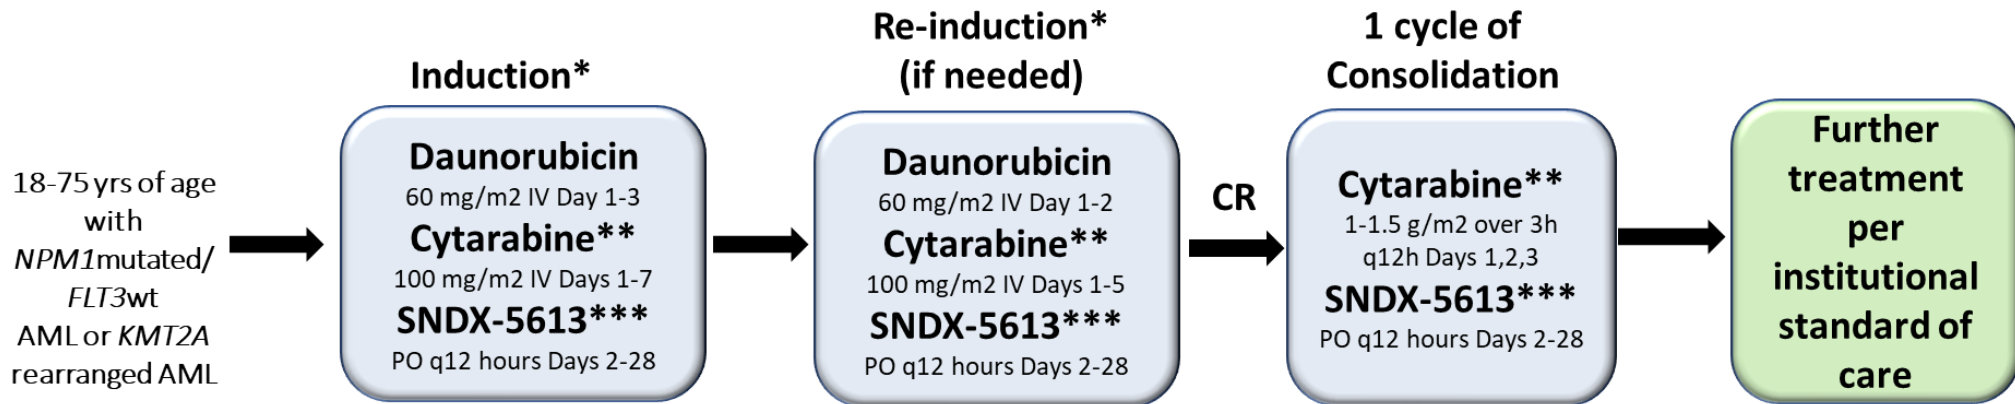 18-75 yrs of age
with
NPM1mutated/
FLT3wt
AML or KMT2A
rearranged AML
Induction*
Daunorubicin
60 mg/m2 IV Day 1-3
Cytarabine**
100 mg/m2 IV Days 1-7
SNDX-5613***
PO q12 hours Days 2-28
Re-induction*
(if needed)
Daunorubicin
60 mg/m2 IV Day 1-2
Cytarabine**
100 mg/m2 IV Days 1-5
SNDX-5613***
PO q12 hours Days 2-28
CR
1 cycle of
Consolidation
Cytarabine**
1-1.5 g/m2 over 3h
q12h Days 1,2,3
SNDX-5613***
PO q12 hours Days 2-28
Further
treatment
per
institutional
standard of
care